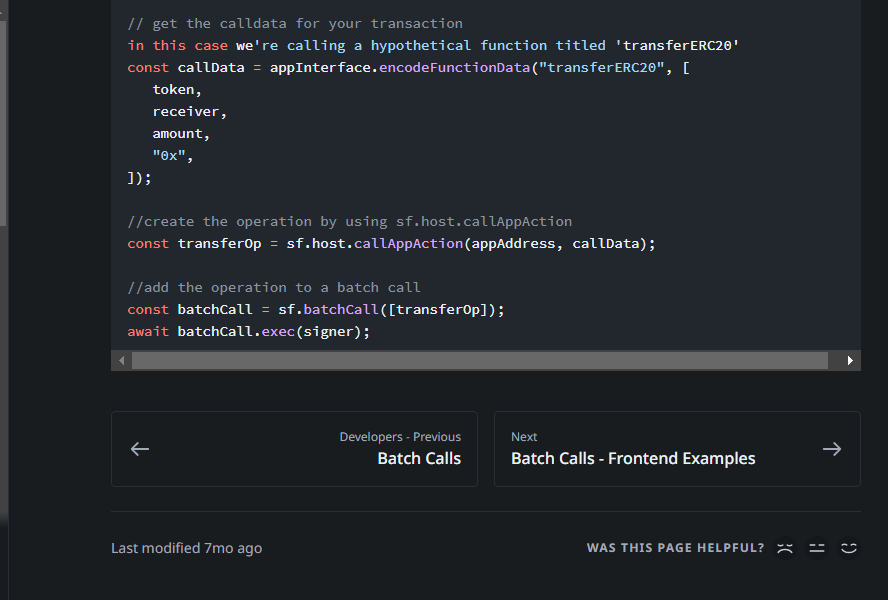 // get the calldata for your transaction
in this case we're calling a hypothetical function titled 'transferERC20'
const callData = appInterface.encodeFunctionData("transferERC20", [
token,
receiver,
amount,
"0x",
]);
//create the operation by using sf.host.callAppAction
const transferOp = sf.host.callAppAction(appAddress, callData);
//add the operation to a batch call
const batchCall = sf.batchCall([transferOp]);
await batchCall.exec(signer);
Developers - Previous
Batch Calls
Next
Batch Calls - Frontend Examples
Last modified 7mo ago
WAS THIS PAGE HELPFUL?